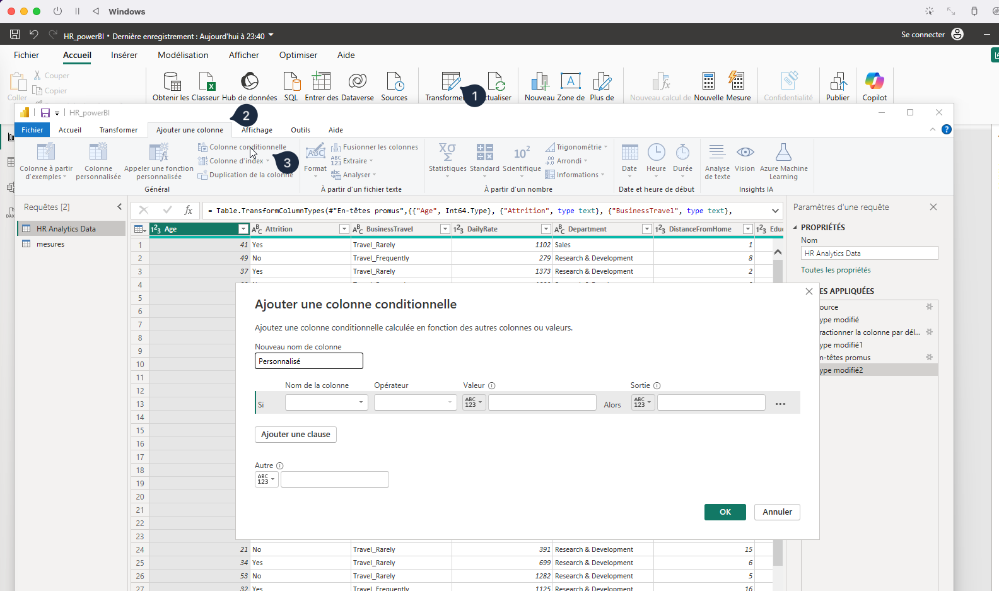 Windows
HR_powerBI • Dernière enregistrement : Aujourd'hui à 23:40
Se connecter
Fichier Accueil Insérer Modélisation Afficher Optimiser Aide
Coller
Couper
Copier
Obtenir les Classeur Hub de données SQL Entrer des Dataverse Sources Transformer 1 Nouveau Zone de Plus de Nouveau calcul de Nouvelle Mesure Confidentialité Publier Copilot
HR_powerBI
2
Fichier Accueil Transformer Ajouter une colonne Affichage Outils Aide
Colonne à partir d'exemples
Colonne personnalisée
Appeler une fonction personnalisée
Colonne conditionnelle
Colonne d'index
Duplication de la colonne
3
Général
Format
Fusionner les colonnes
Extraire
Analyser
À partir d'un fichier texte
Statistiques Standard Scientifique
10²
Trigonométrie
Arrondi
Informations
À partir d'un nombre
Date Heure Durée
Date et heure de début
Analyse de texte
Vision
Azure Machine Learning
Insights IA
Requêtes [2]
HR Analytics Data
mesures
fx = Table.TransformColumnTypes(#"En-têtes promus",{{"Age", Int64.Type}, {"Attrition", type text}, {"BusinessTravel", type text},
Age Attrition BusinessTravel DailyRate Department DistanceFromHome
1 41 Yes Travel_Rarely 1102 Sales 1
2 49 No Travel_Frequently 279 Research & Development 8
3 37 Yes Travel_Rarely 1373 Research & Development 2
4
5
6
7
8
9
10
11
12
13
14
15
16
17
18
19
20
21
22
23
24 21 No Travel_Rarely 391 Research & Development 15
25 34 Yes Travel_Rarely 699 Research & Development 6
26 53 No Travel_Rarely 1282 Research & Development 5
27 32 Yes Travel_Frequently 1125 Research & Development 16
Ajouter une colonne conditionnelle
Ajoutez une colonne conditionnelle calculée en fonction des autres colonnes ou valeurs.
Nouveau nom de colonne
Personnalisé
Nom de la colonne Opérateur Valeur Sortie
Si ABC 123 Alors ABC 123 •••
Ajouter une clause
Autre
ABC 123
OK Annuler
Paramètres d'une requête
PROPRIÉTÉS
Nom
HR Analytics Data
Toutes les propriétés
ES APPLIQUÉES
ource
ype modifié
ractionner la colonne par dél...
ype modifié1
n-têtes promus
ype modifié2